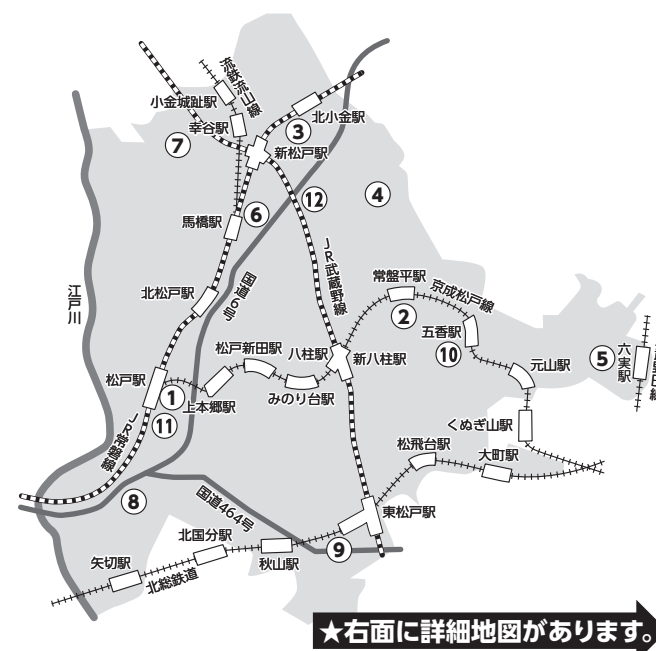 流鉄流山線
小金城趾駅
幸谷駅
北小金駅
③
新松戸駅
⑦
⑫
④
⑥
馬橋駅
JR武蔵野線
常盤平駅
京成松戸線
江戸川
北松戸駅
国道6号
②
五香駅
⑩
松戸新田駅
八柱駅
新八柱駅
元山駅
⑤
六実駅
松戸駅
①
上本郷駅
みのり台駅
⑪
くぬぎ山駅
JR常磐線
松飛台駅
大町駅
⑧
国道464号
東松戸駅
北国分駅
⑨
矢切駅
秋山駅
北総鉄道
★右面に詳細地図があります。